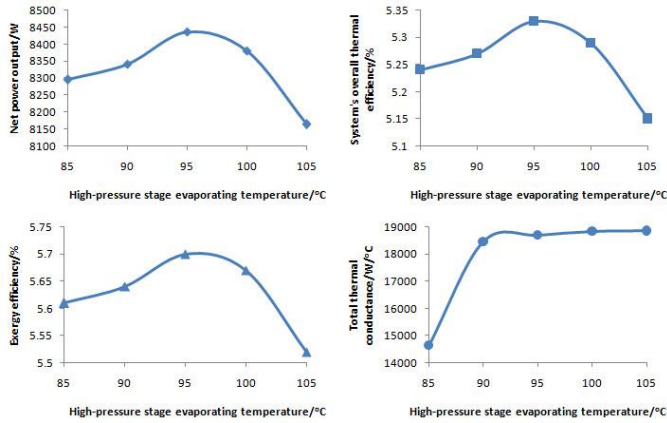 Net power output/W
8500
8450
8400
8350
8300
8250
8200
8150
8100
85 90 95 100 105
High-pressure stage evaporating temperature/°C
System's overall thermal
efficiency/%
5.35
5.3
5.25
5.2
5.15
5.1
85 90 95 100 105
High-pressure stage evaporating temperature/°C
Exergy efficiency/%
5.75
5.7
5.65
5.6
5.55
5.5
85 90 95 100 105
High-pressure stage evaporating temperature/°C
Total thermal
conductance/W/°C
19000
18000
17000
16000
15000
14000
85 90 95 100 105
High-pressure stage evaporating temperature/°C